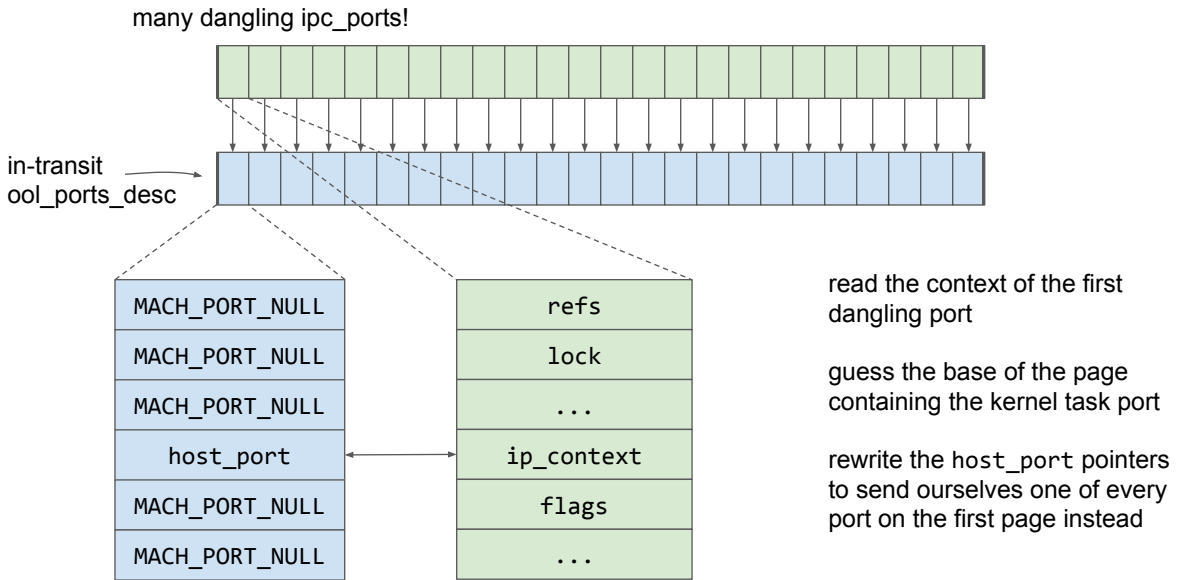 many dangling ipc_ports!
in-transit
ool_ports_desc
MACH_PORT_NULL
MACH_PORT_NULL
MACH_PORT_NULL
host_port
MACH_PORT_NULL
MACH_PORT_NULL
refs
lock
...
ip_context
flags
...
read the context of the first
dangling port
guess the base of the page
containing the kernel task port
rewrite the host_port pointers
to send ourselves one of every
port on the first page instead